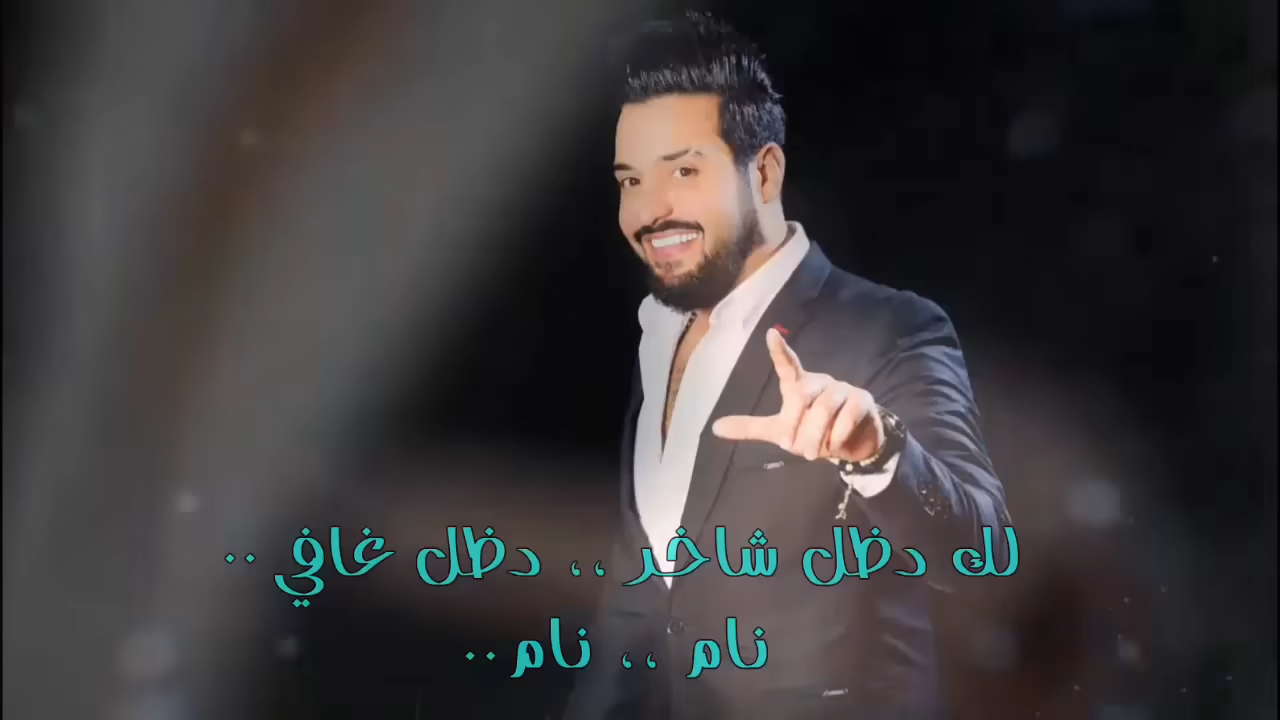 لك دظل شاخر ،، دظل غافي ..
نام ،، نام..